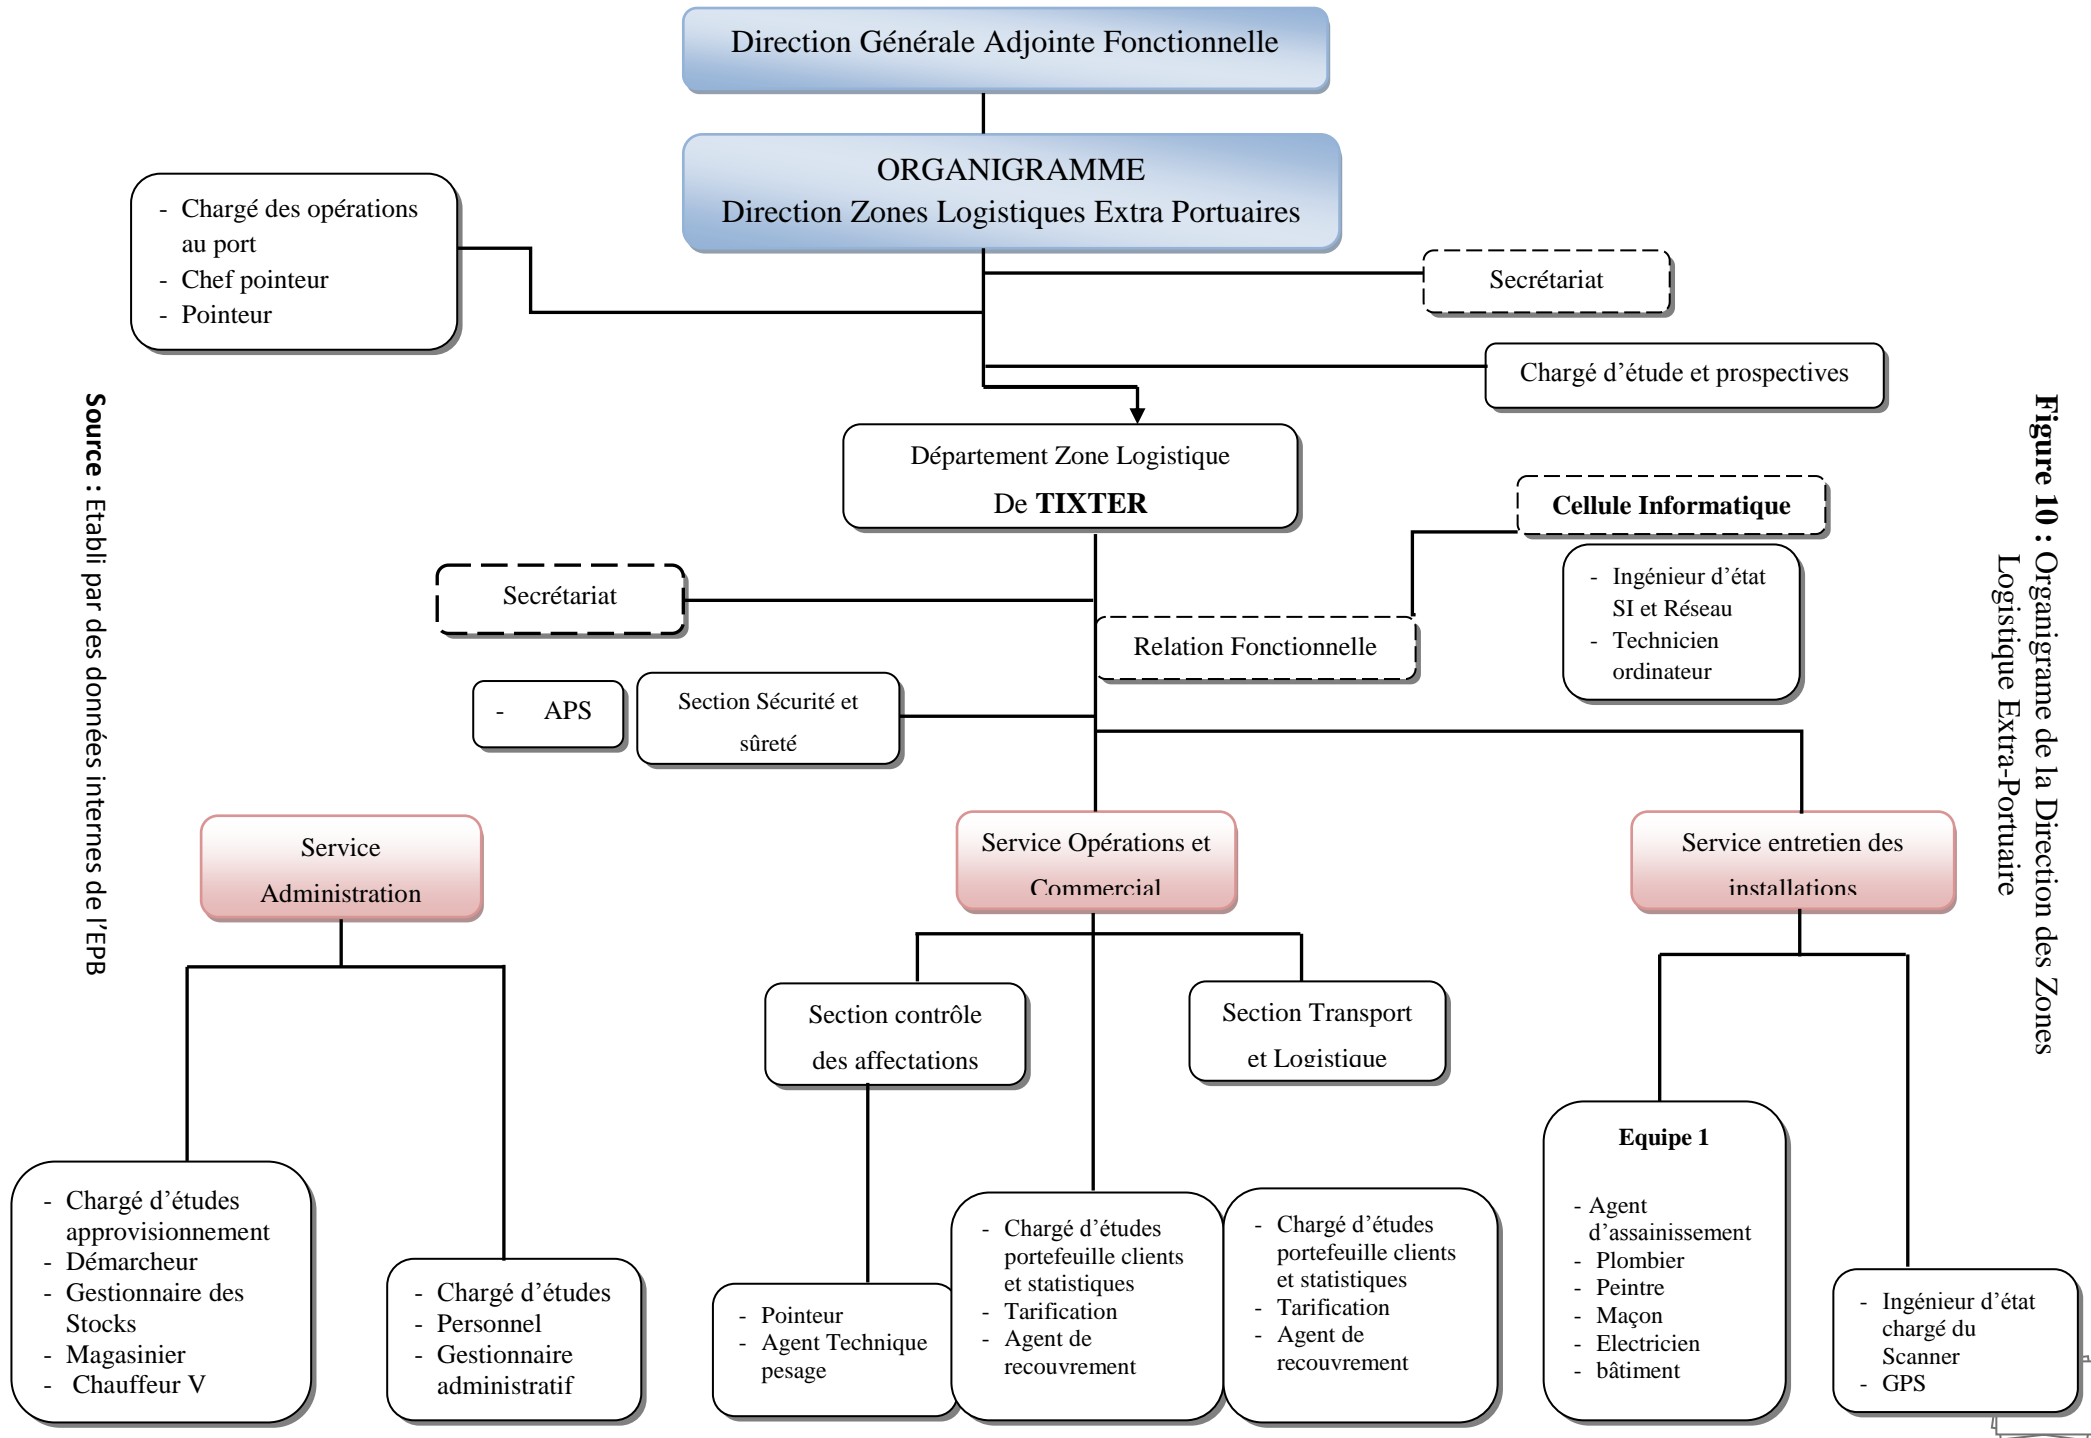 Direction Générale Adjointe Fonctionnelle
ORGANIGRAMME
Direction Zones Logistiques Extra Portuaires
- Chargé des opérations
au port
- Chef pointeur
- Pointeur
Secrétariat
Chargé d’étude et prospectives
Département Zone Logistique
De TIXTER
Cellule Informatique
- Ingénieur d’état
SI et Réseau
- Technicien
ordinateur
Secrétariat
Relation Fonctionnelle
- APS
Section Sécurité et
sûreté
Service
Administration
Service Opérations et
Commercial
Service entretien des
installations
Section contrôle
des affectations
Section Transport
et Logistique
- Chargé d’études
approvisionnement
- Démarcheur
- Gestionnaire des
Stocks
- Magasinier
- Chauffeur V
- Chargé d’études
- Personnel
- Gestionnaire
administratif
- Pointeur
- Agent Technique
pesage
- Chargé d’études
portefeuille clients
et statistiques
- Tarification
- Agent de
recouvrement
- Chargé d’études
portefeuille clients
et statistiques
- Tarification
- Agent de
recouvrement
Equipe 1
- Agent
d’assainissement
- Plombier
- Peintre
- Maçon
- Electricien
- bâtiment
- Ingénieur d’état
chargé du
Scanner
- GPS
Figure 10 : Organigrame de la Direction des Zones
Logistique Extra-Portuaire
Source : Etabli par des données internes de l’EPB